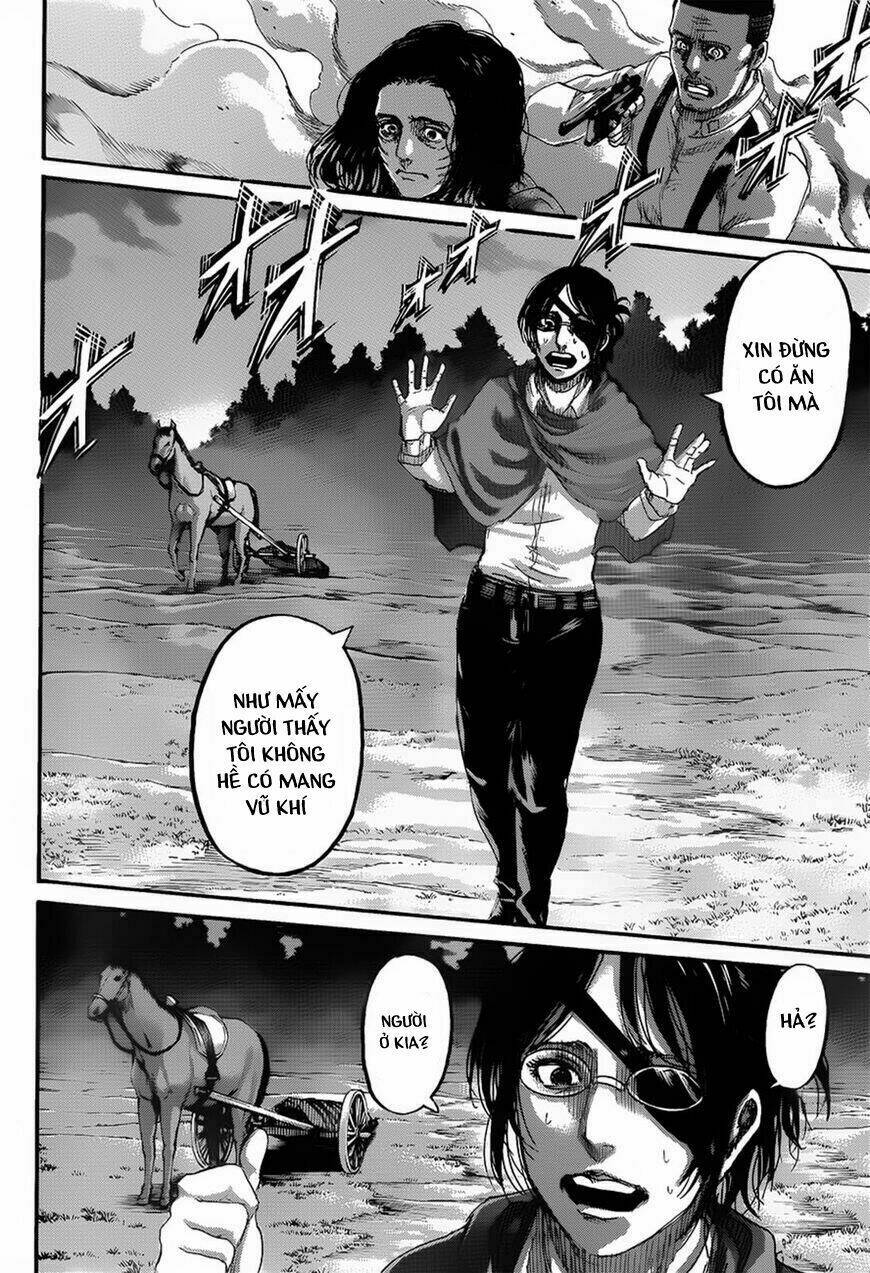 XIN ĐỪNG
CÓ ĂN
TÔI MÀ
NHƯ MẤY
NGƯỜI THẤY
TÔI KHÔNG
HỀ CÓ MANG
VŨ KHÍ
HẢ?
NGƯỜI
Ở KIA?